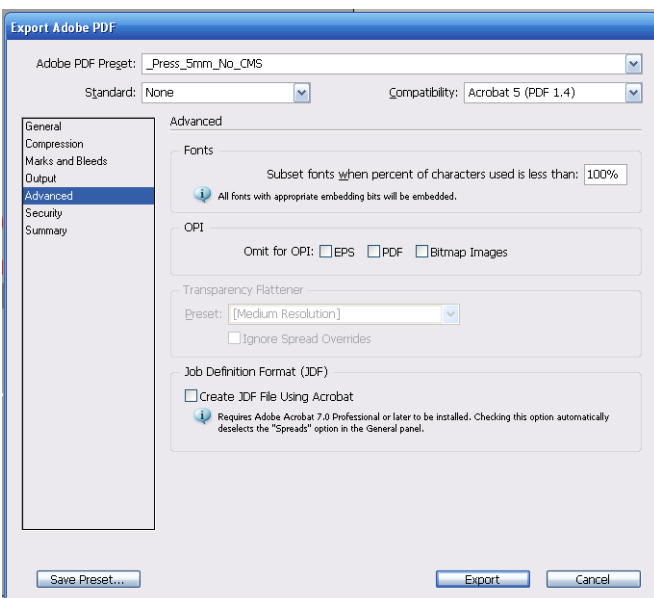 Export Adobe PDF
Adobe PDF Preset: _Press_5mm_No_CMS
Standard: None Compatibility: Acrobat 5 (PDF 1.4)
General
Compression
Marks and Bleeds
Output
Advanced
Security
Summary
Advanced
Fonts
Subset fonts when percent of characters used is less than: 100%
All fonts with appropriate embedding bits will be embedded.
OPI
Omit for OPI: EPS PDF Bitmap Images
Transparency Flattener
Preset: [Medium Resolution]
Ignore Spread Overrides
Job Definition Format (JDF)
Create JDF File Using Acrobat
Requires Adobe Acrobat 7.0 Professional or later to be installed. Checking this option automatically
deselects the "Spreads" option in the General panel.
Save Preset... Export Cancel